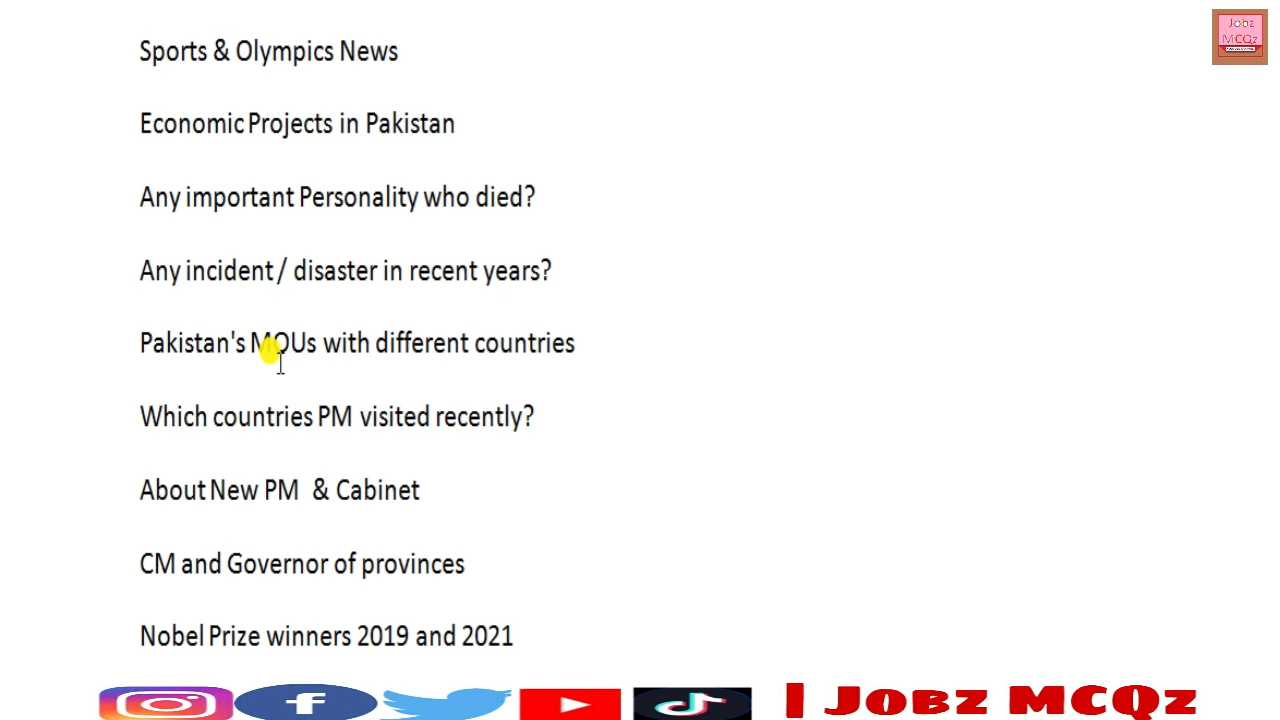 Jobz
MCQz
Sports & Olympics News
Economic Projects in Pakistan
Any important Personality who died?
Any incident / disaster in recent years?
Pakistan's MOUs with different countries
Which countries PM visited recently?
About New PM & Cabinet
CM and Governor of provinces
Nobel Prize winners 2019 and 2021
| Jobz MCQz